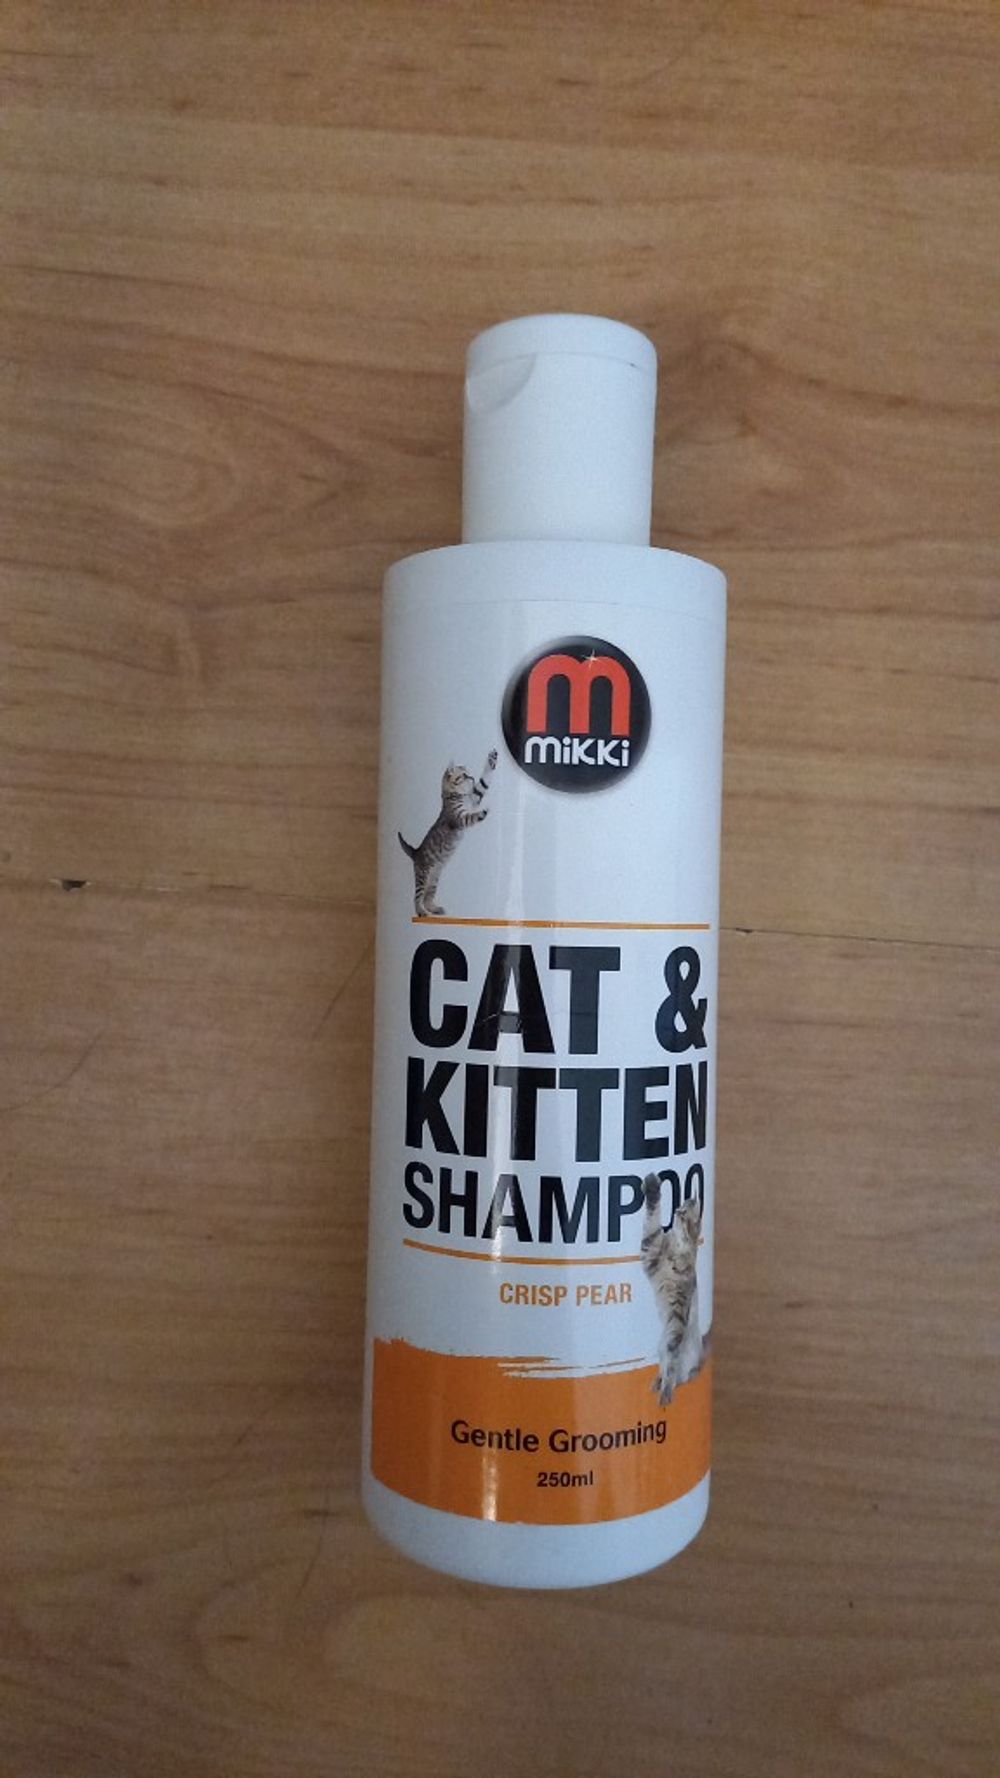 m
mikki
CAT &
KITTEN
SHAMPOO
CRISP PEAR
Gentle Grooming
250ml